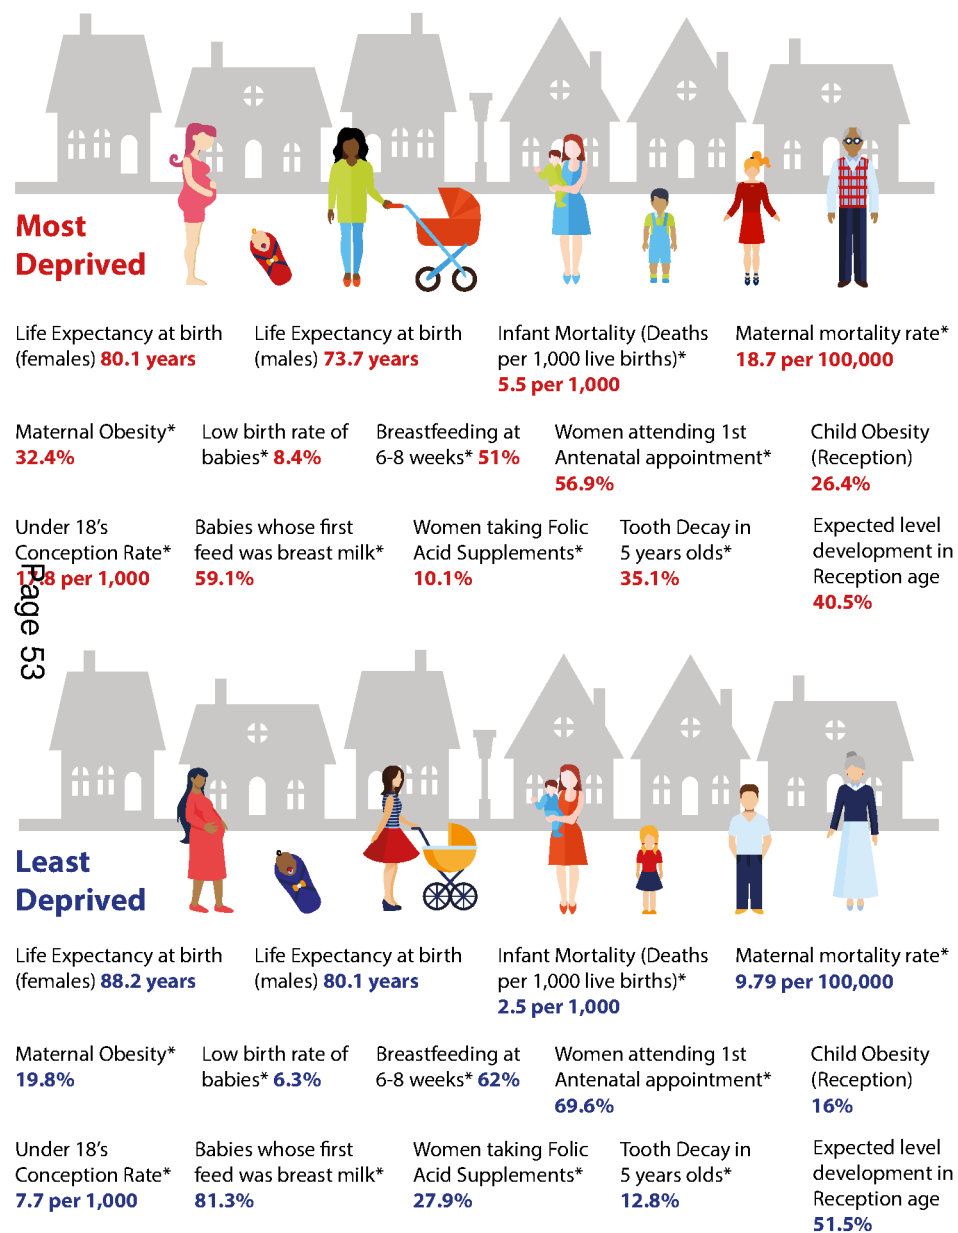 Most
Deprived
Life Expectancy at birth
(females) 80.1 years
Life Expectancy at birth
(males) 73.7 years
Infant Mortality (Deaths
per 1,000 live births)*
5.5 per 1,000
Maternal mortality rate*
18.7 per 100,000
Maternal Obesity*
32.4%
Low birth rate of
babies* 8.4%
Breastfeeding at
6-8 weeks* 51%
Women attending 1st
Antenatal appointment*
56.9%
Child Obesity
(Reception)
26.4%
Under 18’s
Conception Rate*
17.8 per 1,000
Babies whose first
feed was breast milk*
59.1%
Women taking Folic
Acid Supplements*
10.1%
Tooth Decay in
5 years olds*
35.1%
Expected level
development in
Reception age
40.5%
Page 53
Least
Deprived
Life Expectancy at birth
(females) 88.2 years
Life Expectancy at birth
(males) 80.1 years
Infant Mortality (Deaths
per 1,000 live births)*
2.5 per 1,000
Maternal mortality rate*
9.79 per 100,000
Maternal Obesity*
19.8%
Low birth rate of
babies* 6.3%
Breastfeeding at
6-8 weeks* 62%
Women attending 1st
Antenatal appointment*
69.6%
Child Obesity
(Reception)
16%
Under 18’s
Conception Rate*
7.7 per 1,000
Babies whose first
feed was breast milk*
81.3%
Women taking Folic
Acid Supplements*
27.9%
Tooth Decay in
5 years olds*
12.8%
Expected level
development in
Reception age
51.5%